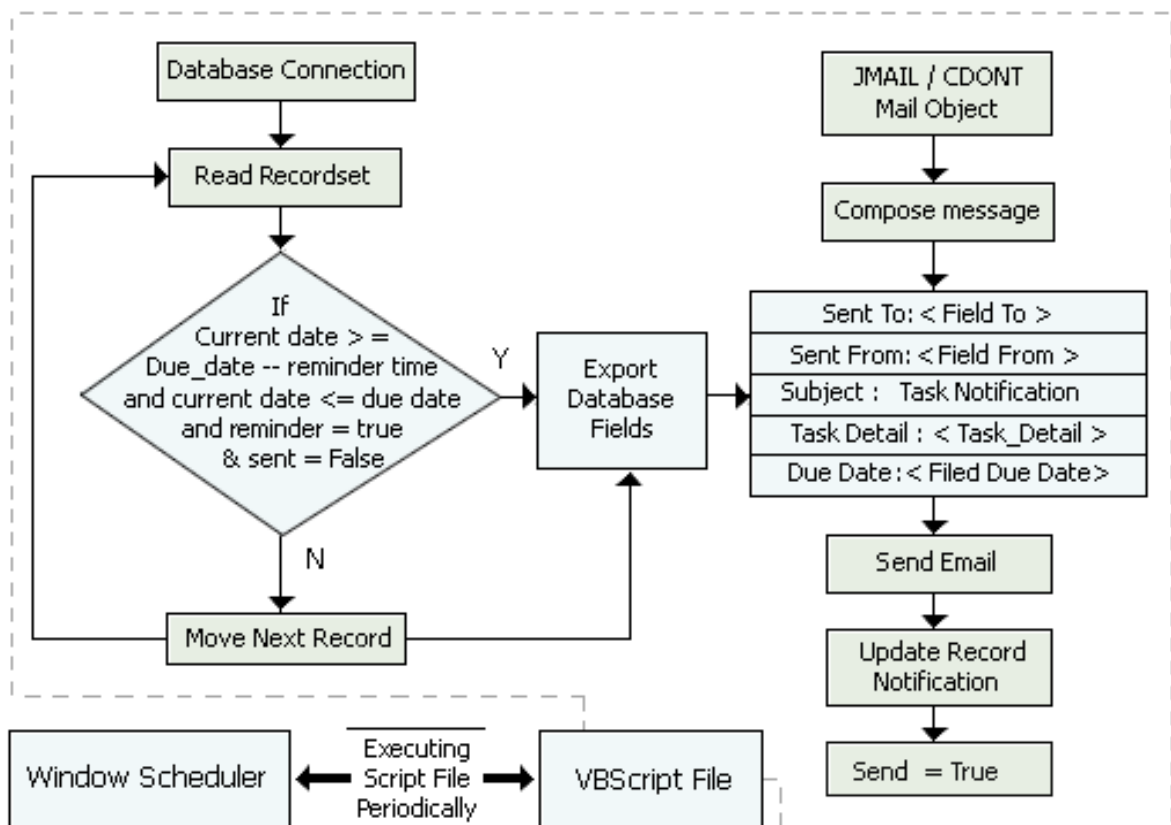 Database Connection
Read Recordset
If
Current date > =
Due_date -- reminder time
and current date <= due date
and reminder = true
& sent = False
Y
N
Move Next Record
Export
Database
Fields
JMAIL / CDONT
Mail Object
Compose message
Sent To: < Field To >
Sent From: < Field From >
Subject : Task Notification
Task Detail : < Task_Detail >
Due Date: < Filed Due Date >
Send Email
Update Record
Notification
Send = True
Window Scheduler
Executing
Script File
Periodically
VBScript File